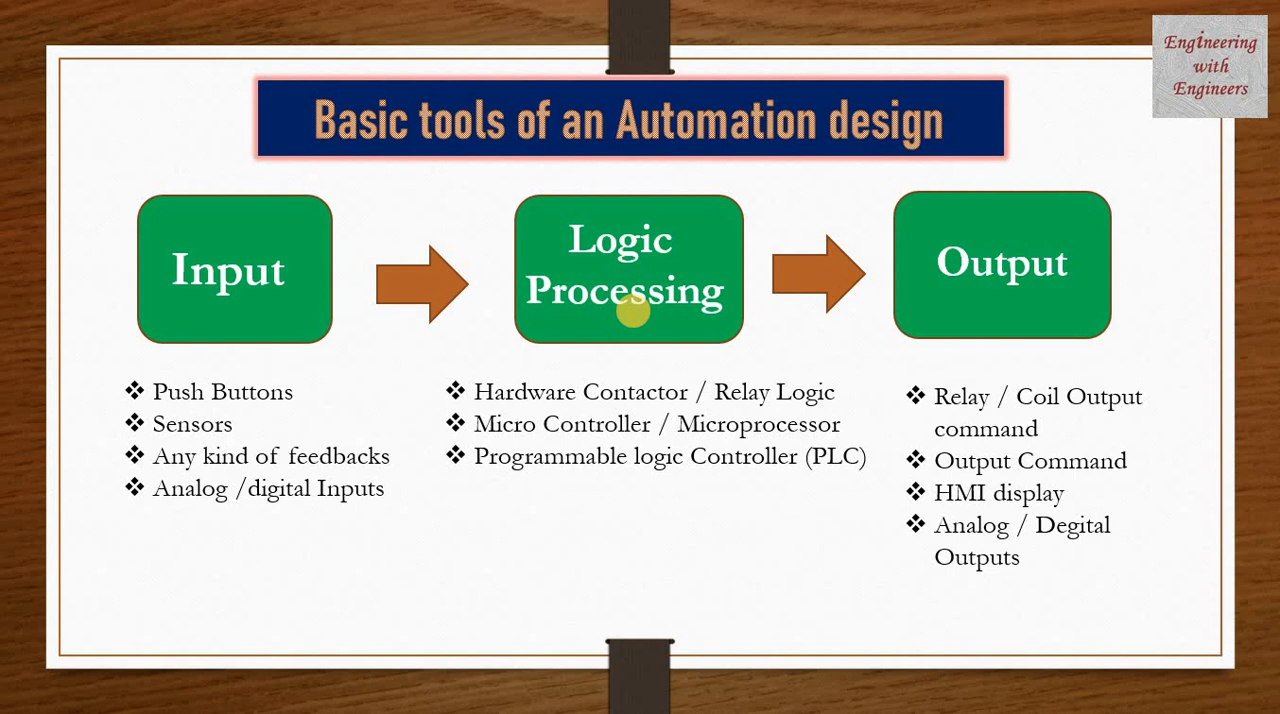 Engineering
with
Engineers
Basic tools of an Automation design
Input
Logic
Processing
Output
Push Buttons
Sensors
Any kind of feedbacks
Analog /digital Inputs
Hardware Contactor / Relay Logic
Micro Controller / Microprocessor
Programmable logic Controller (PLC)
Relay / Coil Output
command
Output Command
HMI display
Analog / Degital
Outputs